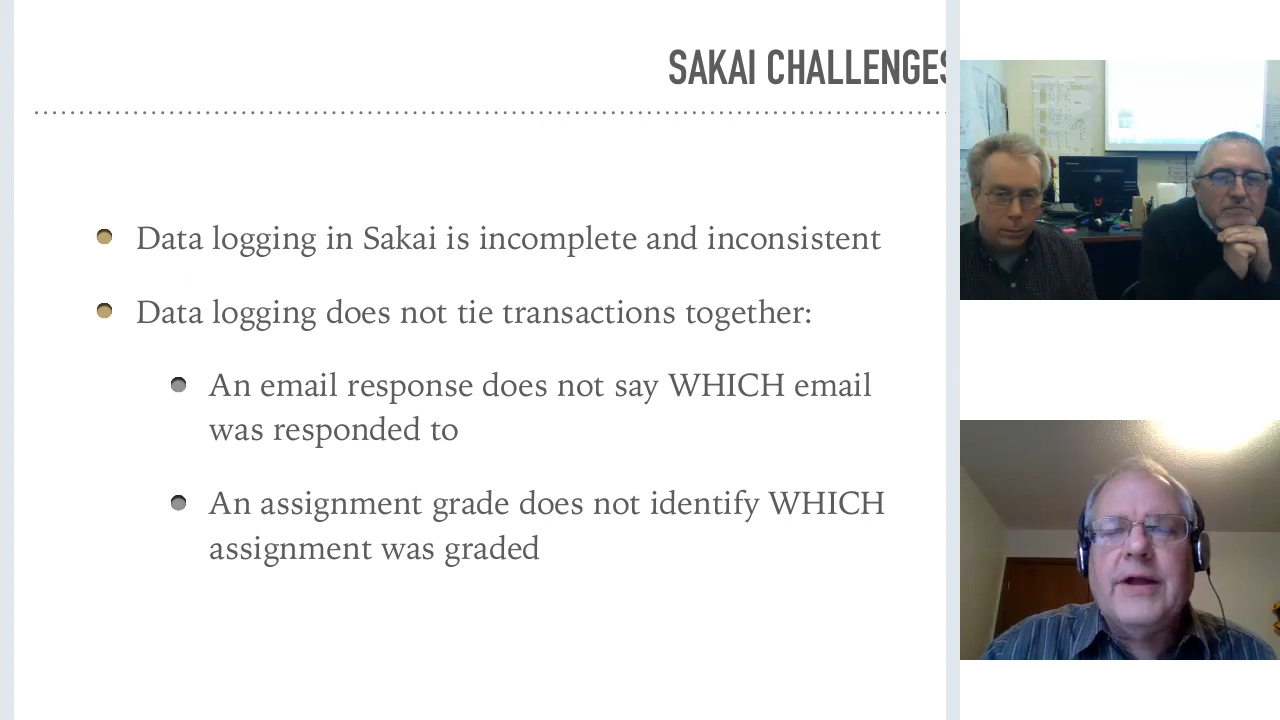 SAKAI CHALLENGES
Data logging in Sakai is incomplete and inconsistent
Data logging does not tie transactions together:
An email response does not say WHICH email
was responded to
An assignment grade does not identify WHICH
assignment was graded